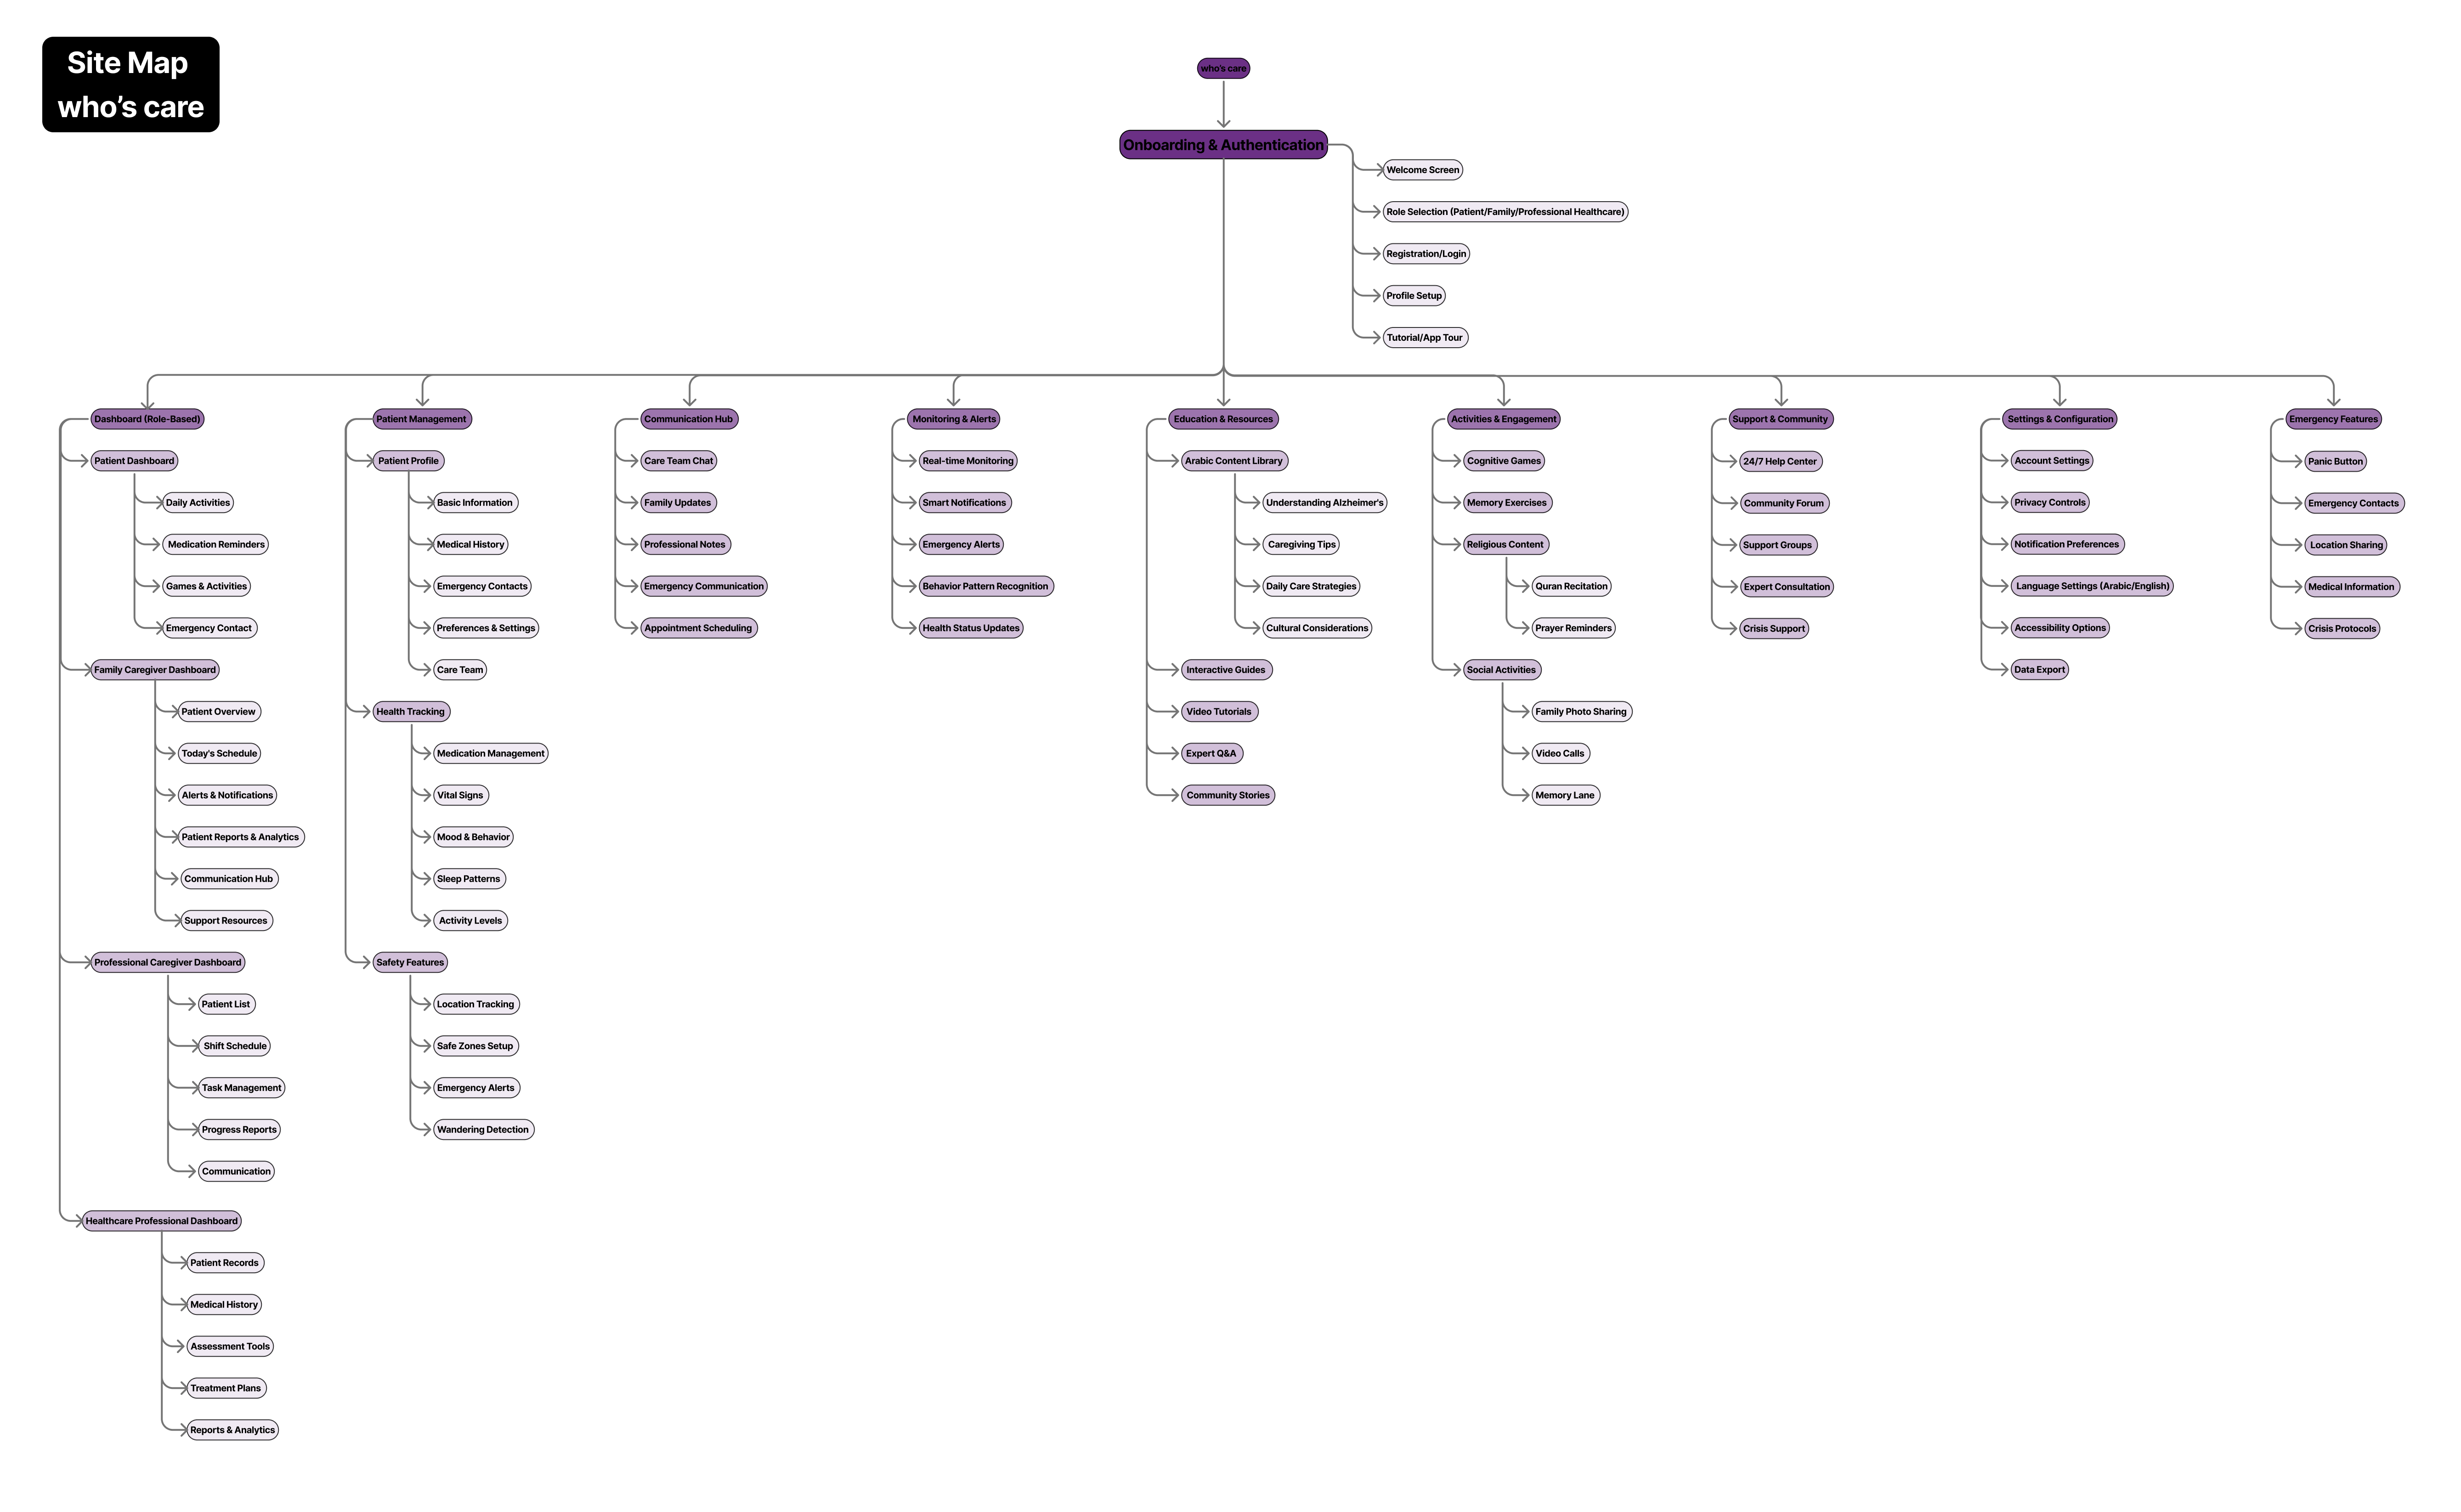 Site Map
who's care
who's care
Onboarding & Authentication
Welcome Screen
Role Selection (Patient/Family/Professional Healthcare)
Registration/Login
Profile Setup
Tutorial/App Tour
Dashboard (Role-Based)
Patient Dashboard
Daily Activities
Medication Reminders
Games & Activities
Emergency Contact
Family Caregiver Dashboard
Patient Overview
Today's Schedule
Alerts & Notifications
Patient Reports & Analytics
Communication Hub
Support Resources
Professional Caregiver Dashboard
Patient List
Shift Schedule
Task Management
Progress Reports
Communication
Healthcare Professional Dashboard
Patient Records
Medical History
Assessment Tools
Treatment Plans
Reports & Analytics
Patient Management
Patient Profile
Basic Information
Medical History
Emergency Contacts
Preferences & Settings
Care Team
Health Tracking
Medication Management
Vital Signs
Mood & Behavior
Sleep Patterns
Activity Levels
Safety Features
Location Tracking
Safe Zones Setup
Emergency Alerts
Wandering Detection
Communication Hub
Care Team Chat
Family Updates
Professional Notes
Emergency Communication
Appointment Scheduling
Monitoring & Alerts
Real-time Monitoring
Smart Notifications
Emergency Alerts
Behavior Pattern Recognition
Health Status Updates
Education & Resources
Arabic Content Library
Understanding Alzheimer's
Caregiving Tips
Daily Care Strategies
Cultural Considerations
Interactive Guides
Video Tutorials
Expert Q&A
Community Stories
Activities & Engagement
Cognitive Games
Memory Exercises
Religious Content
Quran Recitation
Prayer Reminders
Social Activities
Family Photo Sharing
Video Calls
Memory Lane
Support & Community
24/7 Help Center
Community Forum
Support Groups
Expert Consultation
Crisis Support
Settings & Configuration
Account Settings
Privacy Controls
Notification Preferences
Language Settings (Arabic/English)
Accessibility Options
Data Export
Emergency Features
Panic Button
Emergency Contacts
Location Sharing
Medical Information
Crisis Protocols